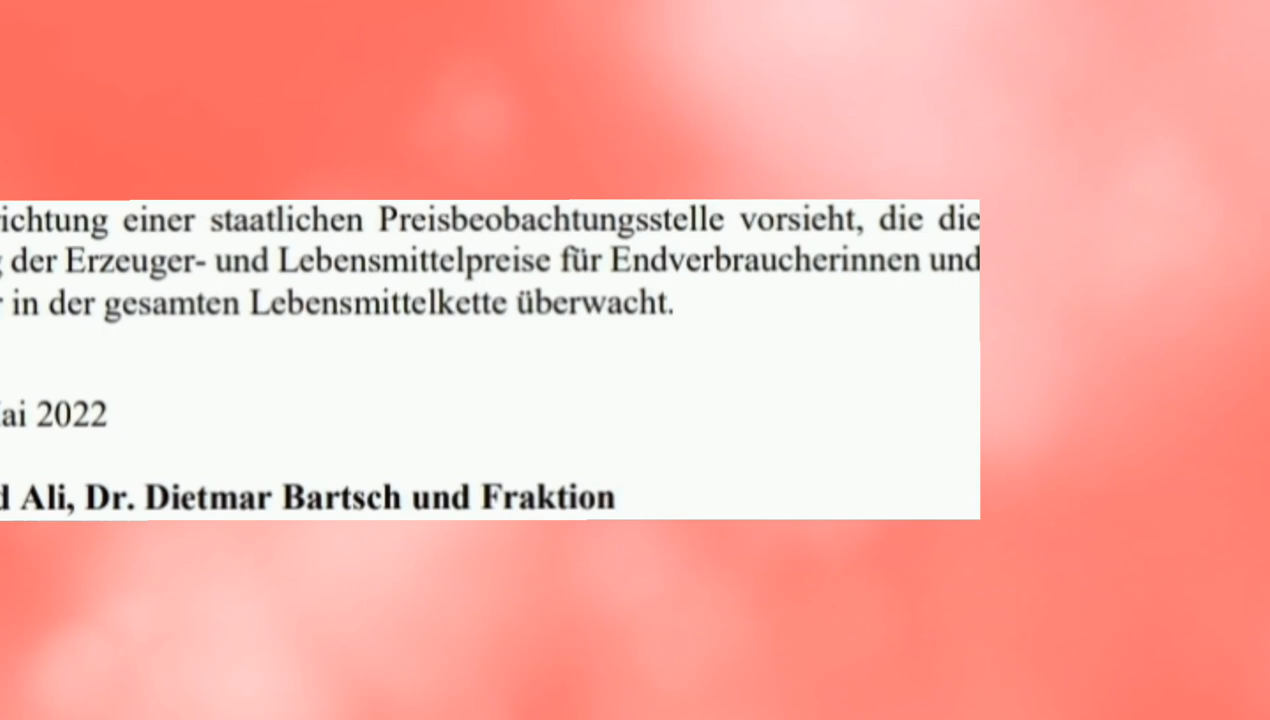 ichtung einer staatlichen Preisbeobachtungsstelle vorsieht, die die
der Erzeuger- und Lebensmittelpreise für Endverbraucherinnen und
in der gesamten Lebensmittelkette überwacht.
ai 2022
Ali, Dr. Dietmar Bartsch und Fraktion